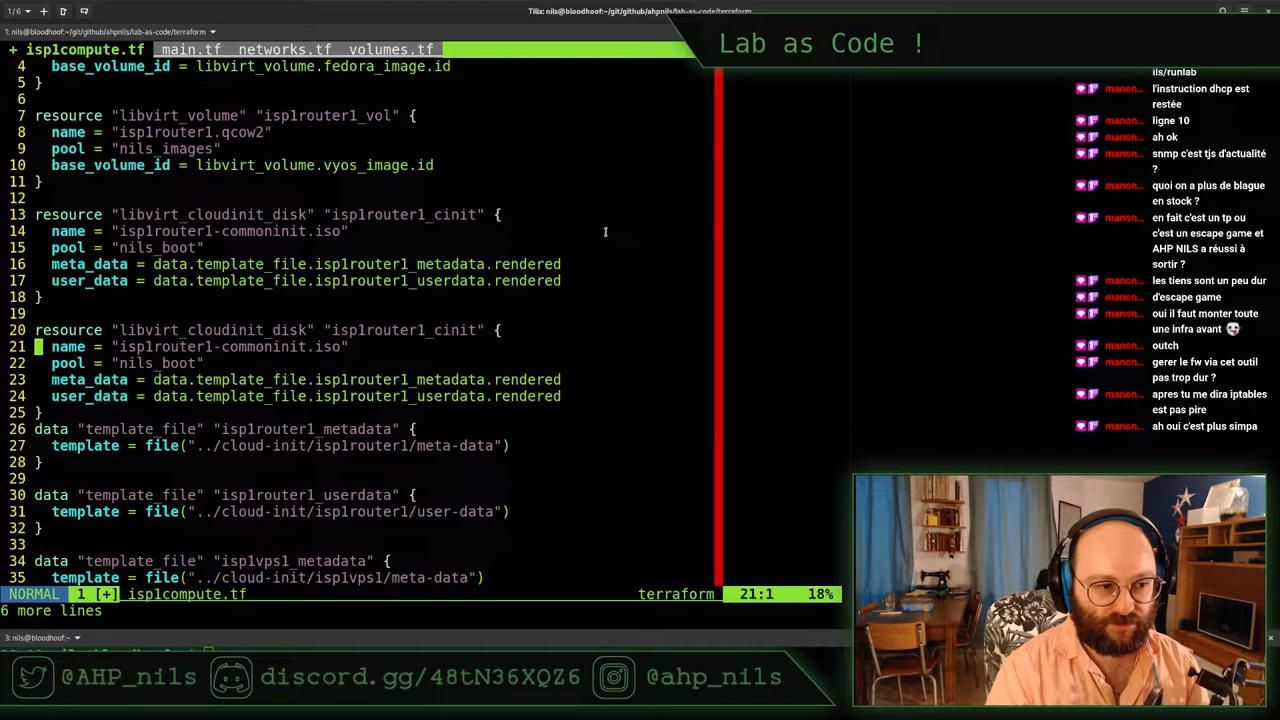 1/6
Tilix: nils@bloodhoof:~/git/github/ahpnils/lab-as-code/terraform
1: nils@bloodhoof:~/git/github/ahpnils/lab-as-code/terraform
+ isp1compute.tf  main.tf  networks.tf  volumes.tf
4   base_volume_id = libvirt_volume.fedora_image.id
5 }
6
7 resource "libvirt_volume" "isp1router1_vol" {
8   name = "isp1router1.qcow2"
9   pool = "nils_images"
10   base_volume_id = libvirt_volume.vyos_image.id
11 }
12
13 resource "libvirt_cloudinit_disk" "isp1router1_cinit" {
14   name = "isp1router1-commoninit.iso"
15   pool = "nils_boot"
16   meta_data = data.template_file.isp1router1_metadata.rendered
17   user_data = data.template_file.isp1router1_userdata.rendered
18 }
19
20 resource "libvirt_cloudinit_disk" "isp1router1_cinit" {
21   name = "isp1router1-commoninit.iso"
22   pool = "nils_boot"
23   meta_data = data.template_file.isp1router1_metadata.rendered
24   user_data = data.template_file.isp1router1_userdata.rendered
25 }
26 data "template_file" "isp1router1_metadata" {
27   template = file("../cloud-init/isp1router1/meta-data")
28 }
29
30 data "template_file" "isp1router1_userdata" {
31   template = file("../cloud-init/isp1router1/user-data")
32 }
33
34 data "template_file" "isp1vps1_metadata" {
35   template = file("../cloud-init/isp1vps1/meta-data")
NORMAL 1 [+] isp1compute.tf terraform 21:1 18%
6 more lines
3: nils@bloodhoof:~
Lab as Code !
ils/runlab
manon... l'instruction dhcp est
restée
manon... ligne 10
manon... ah ok
manon... snmp c'est tjs d'actualité
?
manon... quoi on a plus de blague
en stock ?
manon... en fait c'est un tp ou
c'est un escape game et
AHP NILS a réussi à
sortir ?
manon... les tiens sont un peu dur
manon... d'escape game
manon... oui il faut monter toute
une infra avant
manon... outch
manon... gerer le fw via cet outil
pas trop dur ?
manon... apres tu me dira iptables
est pas pire
manon... ah oui c'est plus simpa
@AHP_nils
discord.gg/48tN36XQZ6
@ahp_nils